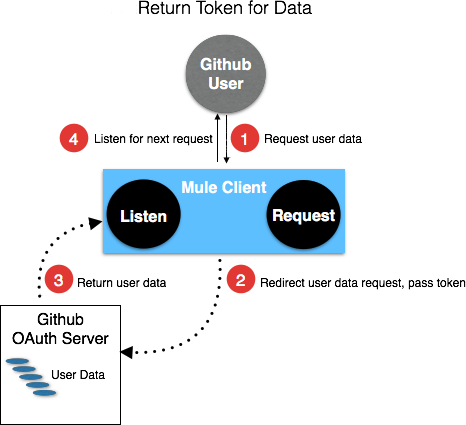 Return Token for Data
Github
User
4 Listen for next request
1 Request user data
Mule Client
Listen
Request
3 Return user data
2 Redirect user data request, pass token
Github
OAuth Server
User Data